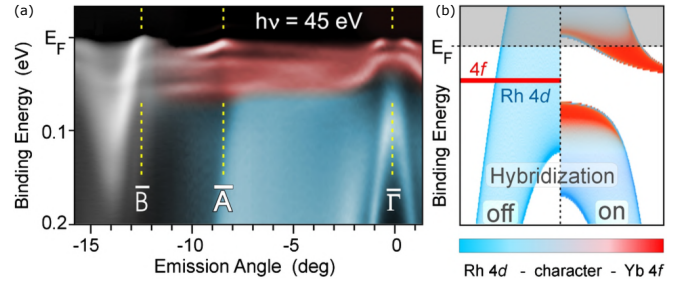 (a)
hν = 45 eV
E_F
0.1
0.2
Binding Energy (eV)
B̅
A̅
Γ̅
-15
-10
-5
0
Emission Angle (deg)
(b)
E_F
4f
Rh 4d
Binding Energy
Hybridization
off
on
Rh 4d - character - Yb 4f